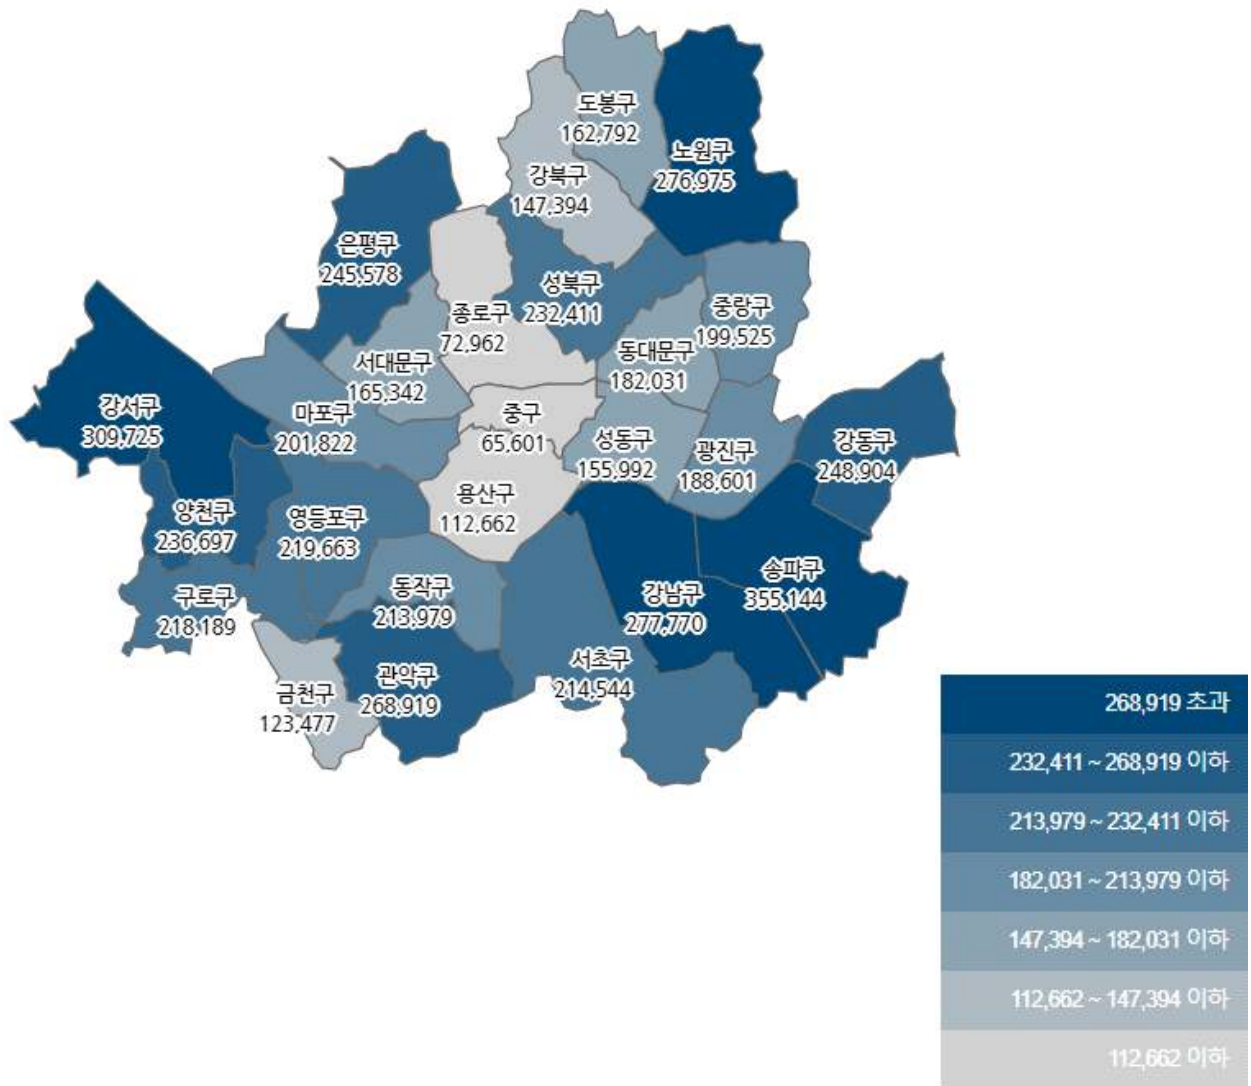 도봉구
162,792
노원구
276,975
강북구
147,394
은평구
245,578
성북구
232,411
중랑구
199,525
종로구
72,962
동대문구
182,031
서대문구
165,342
강서구
309,725
마포구
201,822
중구
65,601
성동구
155,992
광진구
188,601
강동구
248,904
양천구
236,697
영등포구
219,663
용산구
112,662
구로구
218,189
동작구
213,979
강남구
277,770
송파구
355,144
금천구
123,477
관악구
268,919
서초구
214,544
268,919 초과
232,411 ~ 268,919 이하
213,979 ~ 232,411 이하
182,031 ~ 213,979 이하
147,394 ~ 182,031 이하
112,662 ~ 147,394 이하
112,662 이하